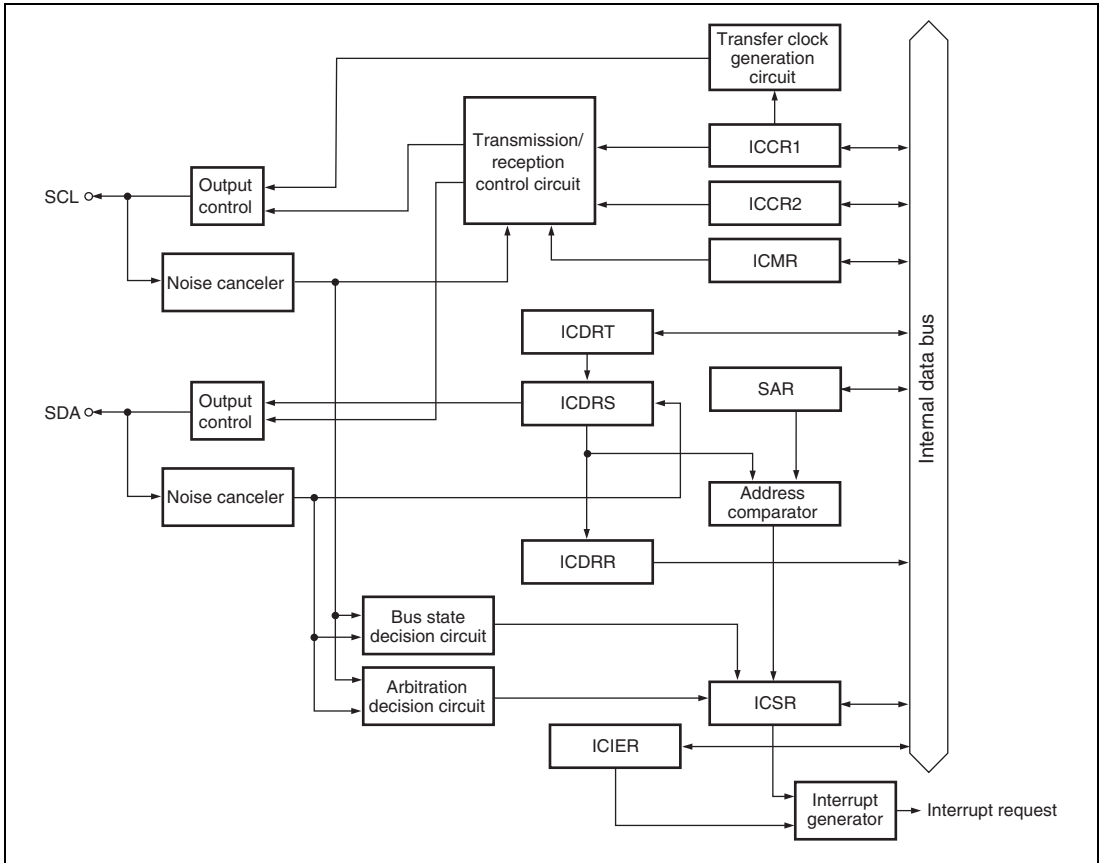 Transfer clock
generation
circuit
Transmission/
reception
control circuit
ICCR1
SCL
Output
control
ICCR2
ICMR
Noise canceler
ICDRT
Internal data bus
SDA
Output
control
ICDRS
SAR
Noise canceler
Address
comparator
ICDRR
Bus state
decision circuit
Arbitration
decision circuit
ICSR
ICIER
Interrupt
generator
Interrupt request